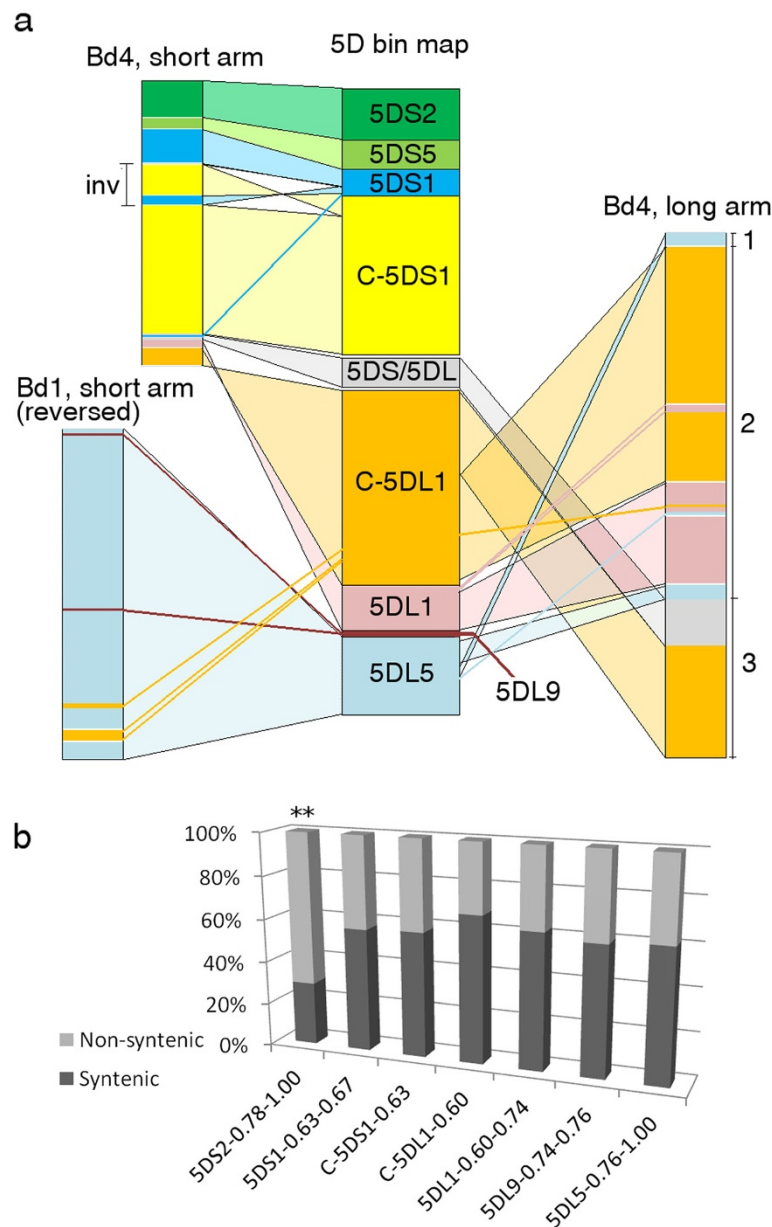 a
5D bin map
Bd4, short arm
5DS2
5DS5
5DS1
inv
Bd4, long arm
1
C-5DS1
5DS/5DL
Bd1, short arm
(reversed)
2
C-5DL1
5DL1
5DL5
5DL9
3
b
**
100%
80%
60%
40%
20%
0%
Non-syntenic
Syntenic
5DS2-0.78-1.00
5DS1-0.63-0.67
C-5DS1-0.63
C-5DL1-0.60
5DL1-0.60-0.74
5DL9-0.74-0.76
5DL5-0.76-1.00